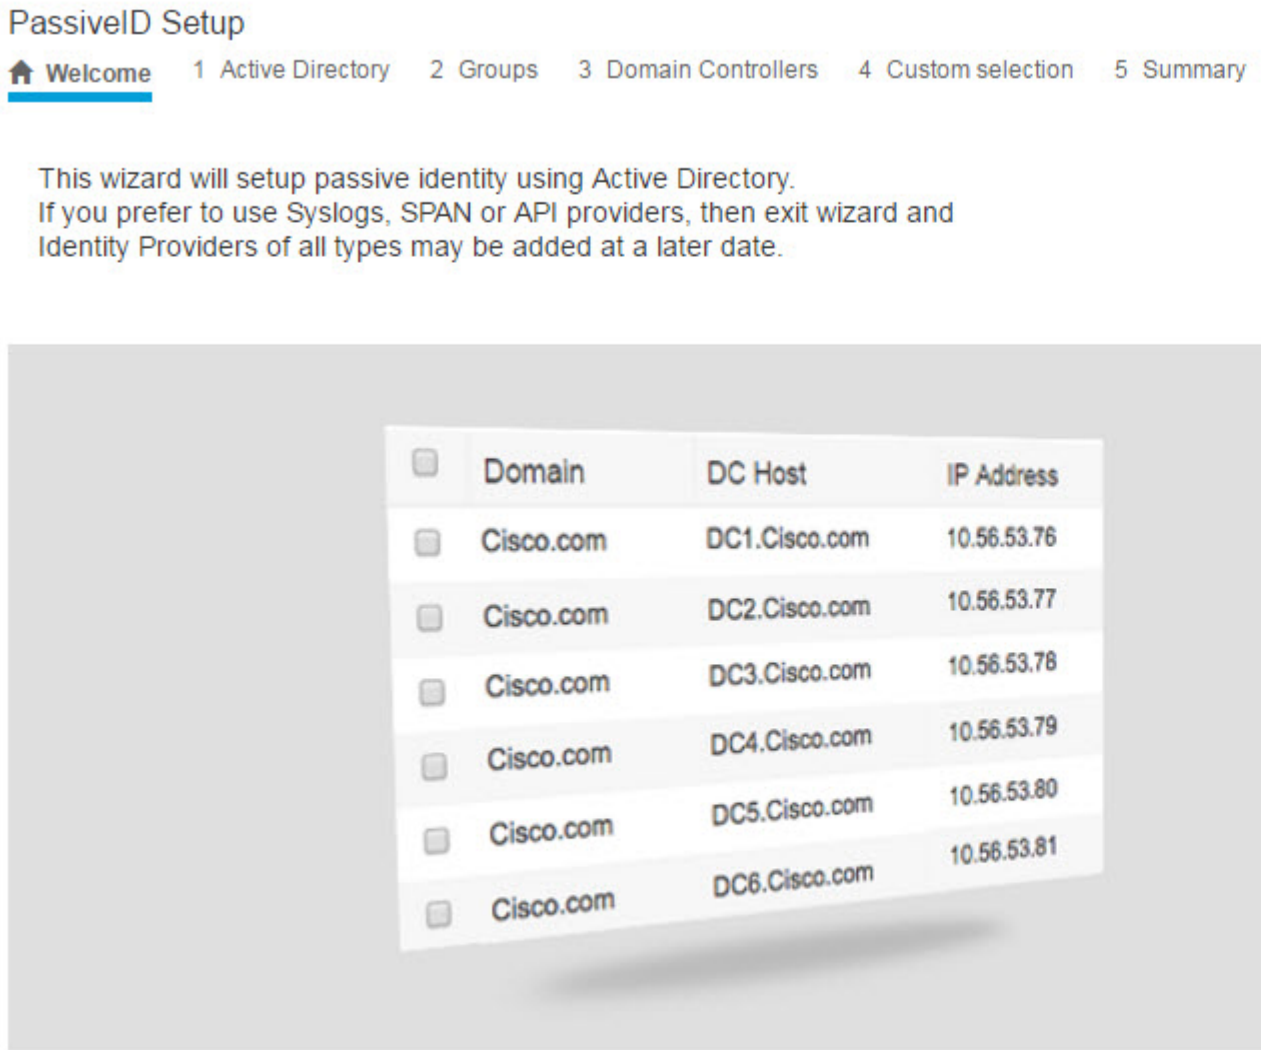 PassiveID Setup
Welcome 1 Active Directory 2 Groups 3 Domain Controllers 4 Custom selection 5 Summary
This wizard will setup passive identity using Active Directory.
If you prefer to use Syslogs, SPAN or API providers, then exit wizard and
Identity Providers of all types may be added at a later date.
Domain DC Host IP Address
Cisco.com DC1.Cisco.com 10.56.53.76
Cisco.com DC2.Cisco.com 10.56.53.77
Cisco.com DC3.Cisco.com 10.56.53.78
Cisco.com DC4.Cisco.com 10.56.53.79
Cisco.com DC5.Cisco.com 10.56.53.80
Cisco.com DC6.Cisco.com 10.56.53.81